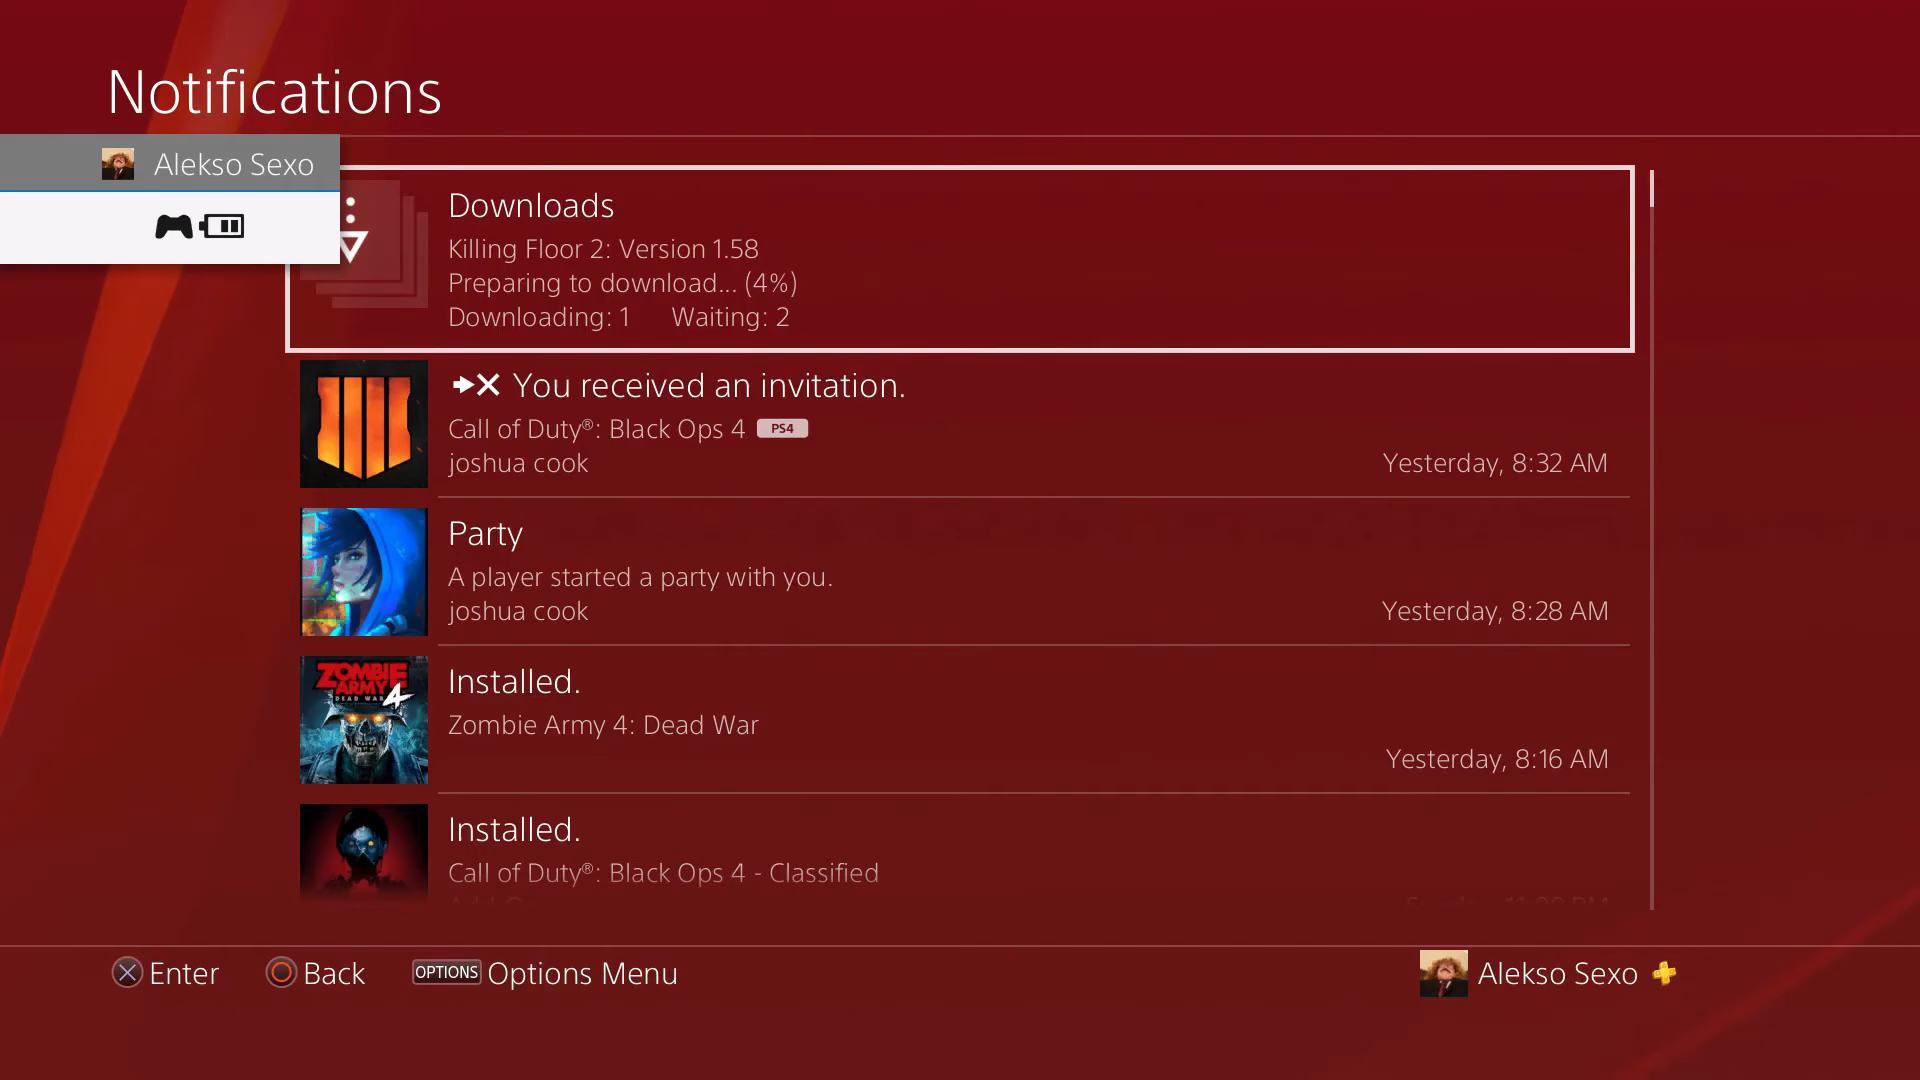 Notifications
Alekso Sexo
Downloads
Killing Floor 2: Version 1.58
Preparing to download... (4%)
Downloading: 1 Waiting: 2
You received an invitation.
Call of Duty®: Black Ops 4 PS4
joshua cook
Yesterday, 8:32 AM
Party
A player started a party with you.
joshua cook
Yesterday, 8:28 AM
ZOMBIE
ARMY 4
DEAD WAR
Installed.
Zombie Army 4: Dead War
Yesterday, 8:16 AM
Installed.
Call of Duty®: Black Ops 4 - Classified
Enter Back OPTIONS Options Menu
Alekso Sexo